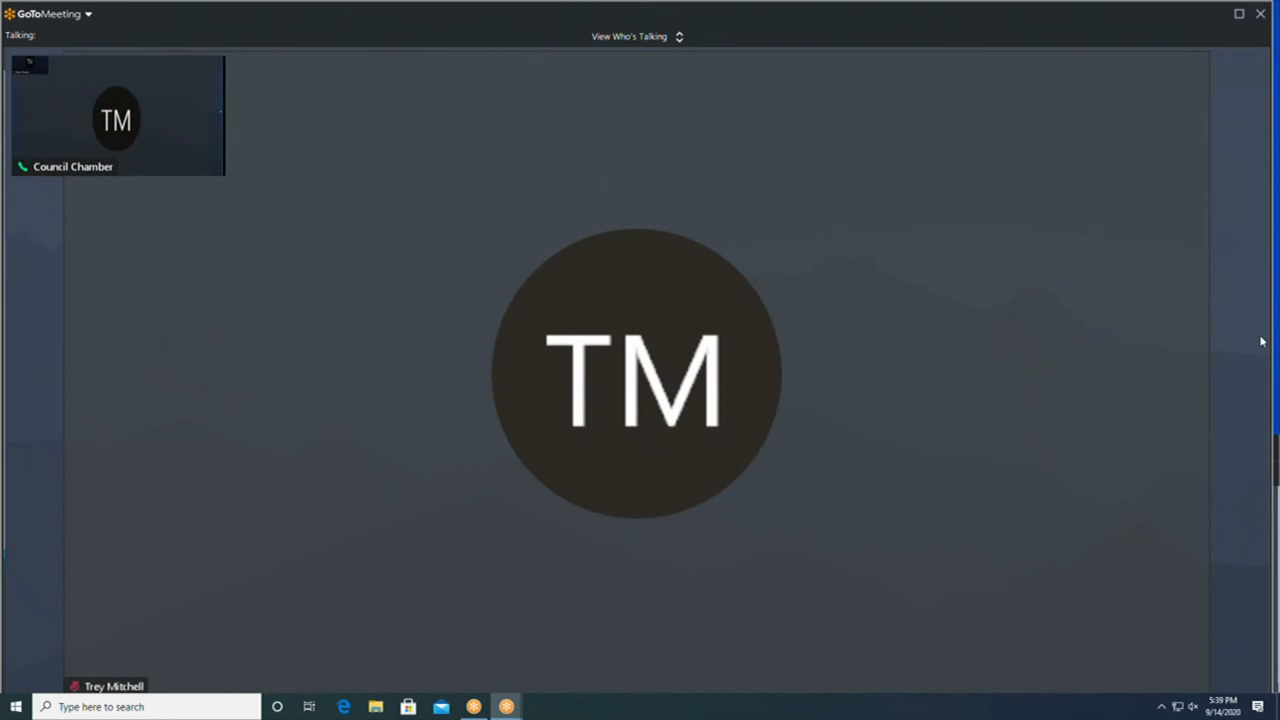 GoToMeeting
Talking:
View Who's Talking
TM
Council Chamber
TM
Trey Mitchell
Type here to search
5:39 PM
9/14/2020